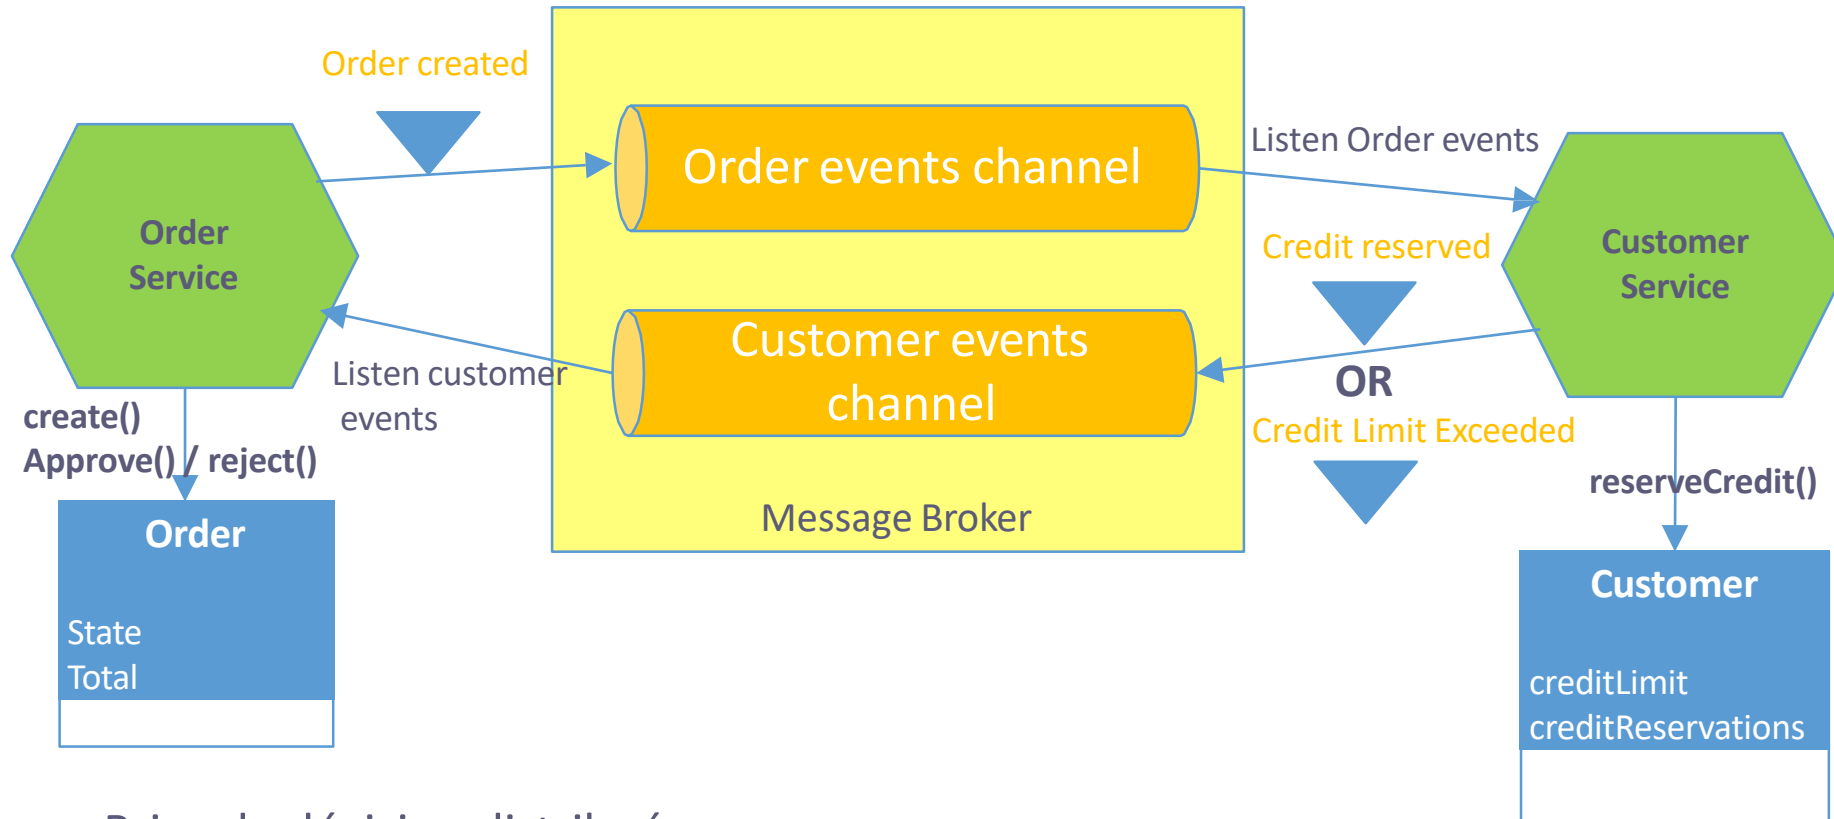 Order created
Order events channel
Listen Order events
Order
Service
Credit reserved
Customer
Service
Customer events
channel
Listen customer
events
OR
create()
Approve() / reject()
Credit Limit Exceeded
reserveCredit()
Message Broker
Order
State
Total
Customer
creditLimit
creditReservations